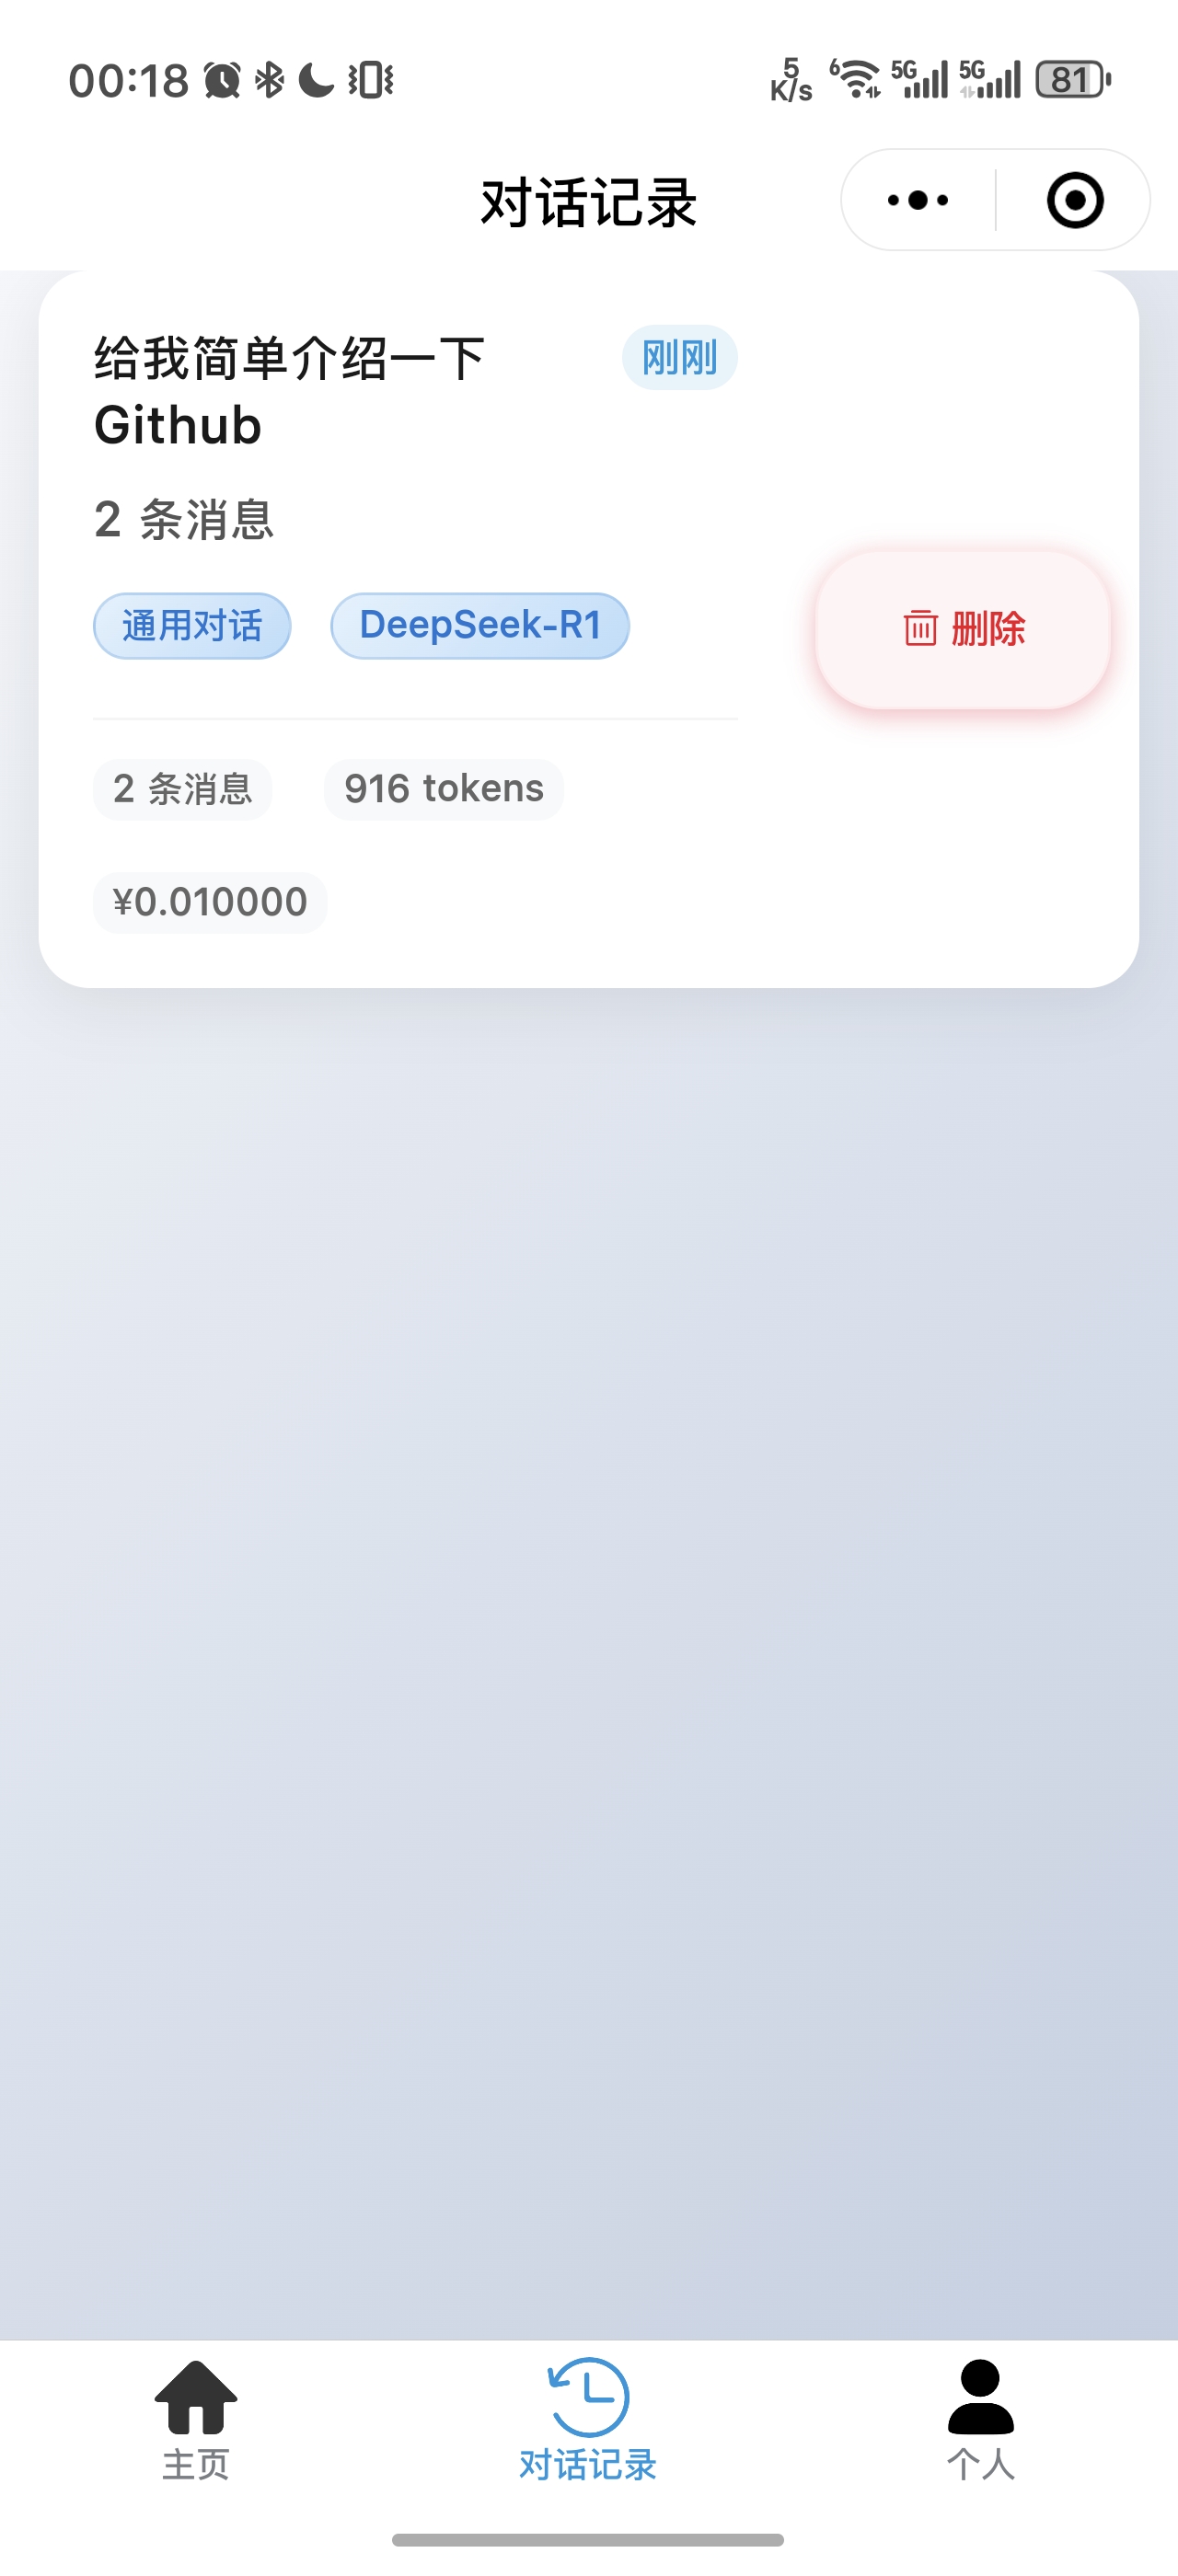 00:18
5 K/s 6 5G 5G 81
对话记录
给我简单介绍一下 刚刚
Github
2 条消息
通用对话 DeepSeek-R1
删除
2 条消息 916 tokens
¥0.010000
主页 对话记录 个人